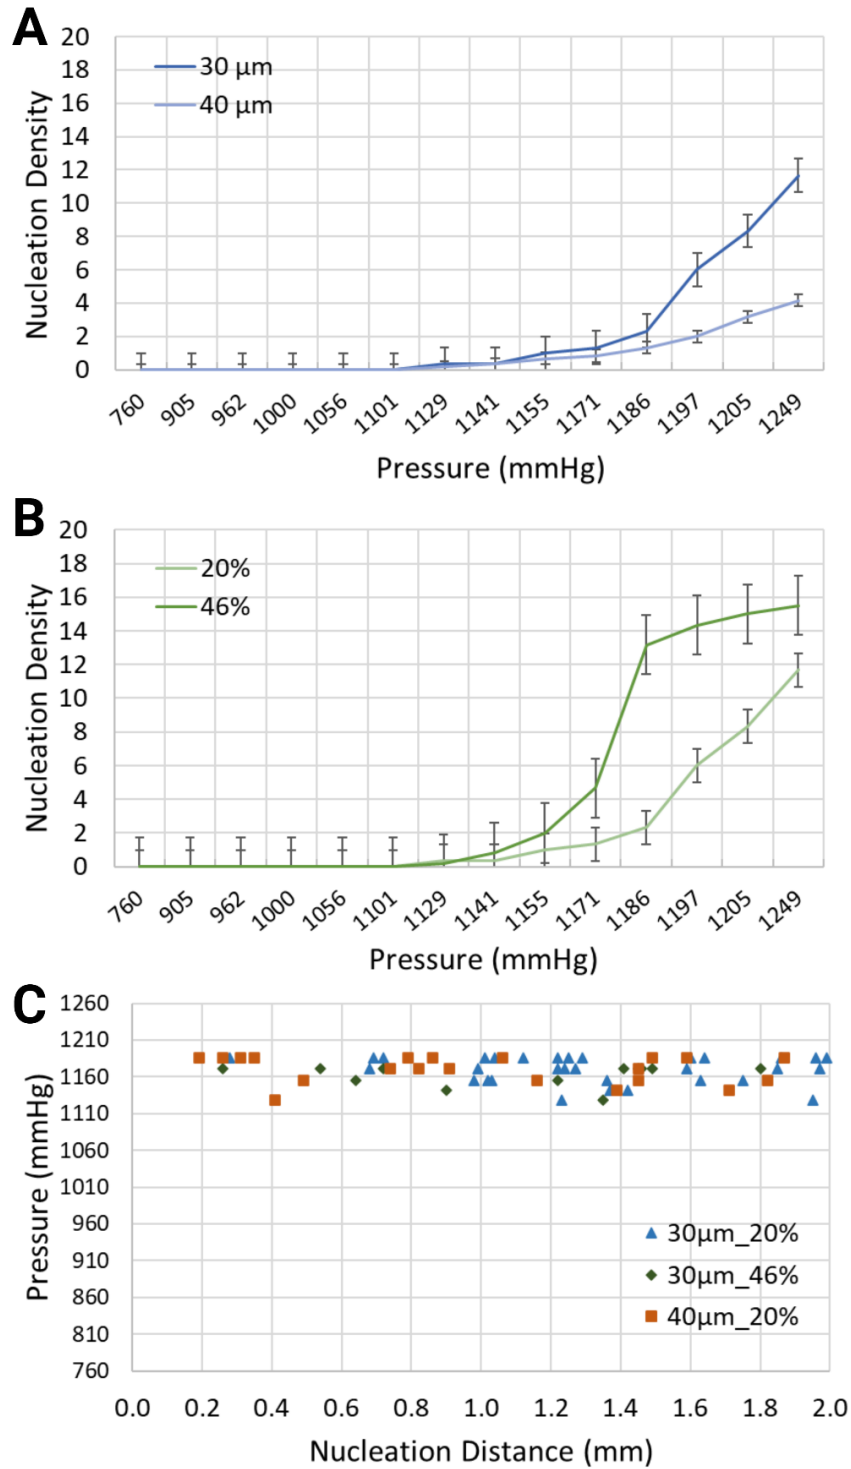 A
20
18
16
14
12
10
8
6
4
2
0
Nucleation Density
30 µm
40 µm
760 905 962 1000 1056 1101 1129 1141 1155 1171 1186 1197 1205 1249
Pressure (mmHg)
B
20
18
16
14
12
10
8
6
4
2
0
Nucleation Density
20%
46%
760 905 962 1000 1056 1101 1129 1141 1155 1171 1186 1197 1205 1249
Pressure (mmHg)
C
1260
1210
1160
1110
1060
1010
960
910
860
810
760
Pressure (mmHg)
30µm_20%
30µm_46%
40µm_20%
0.0 0.2 0.4 0.6 0.8 1.0 1.2 1.4 1.6 1.8 2.0
Nucleation Distance (mm)